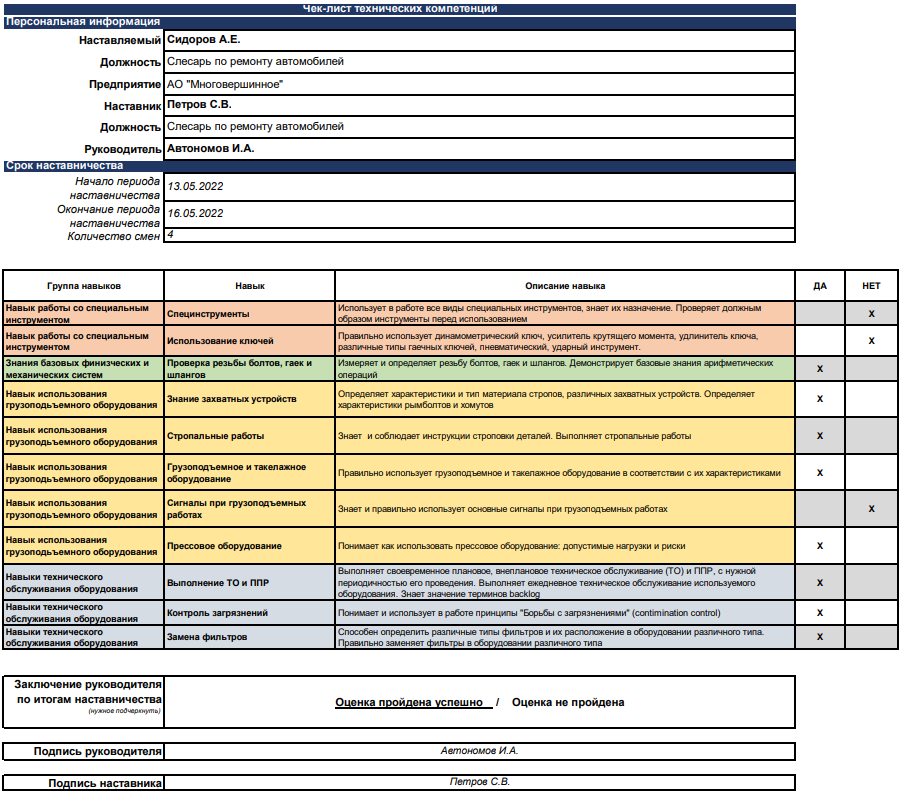 Чек-лист технических компетенции
Персональная информация
Наставляемый Сидоров А.Е.
Должность Слесарь по ремонту автомобилей
Предприятие АО "Многовершинное"
Наставник Петров С.В.
Должность Слесарь по ремонту автомобилей
Руководитель Автономов И.А.
Срок наставничества
Начало периода
наставничества 13.05.2022
Окончание периода
наставничества 16.05.2022
Количество смен 4
Группа навыков Навык Описание навыка ДА НЕТ
Навык работы со специальным
инструментом
Специнструменты
Использует в работе все виды специальных инструментов, знает их назначение. Проверяет должным
образом инструменты перед использованием
X
Навык работы со специальным
инструментом
Использование ключей
Правильно использует динамометрический ключ, усилитель крутящего момента, удлинитель ключа,
различные типы гаечных ключей, пневматический, ударный инструмент.
X
Знания базовых финизческих и
механических систем
Проверка резьбы болтов, гаек и
шлангов
Измеряет и определяет резьбу болтов, гаек и шлангов. Демонстрирует базовые знания арифметических
операций
X
Навык использования
грузоподьемного оборудования
Знание захватных устройств
Определяет характеристики и тип материала стропов, различных захватных устройств. Определяет
характеристики рымболтов и хомутов
X
Навык использования
грузоподьемного оборудования
Стропальные работы
Знает и соблюдает инструкции строповки деталей. Выполняет стропальные работы
X
Навык использования
грузоподьемного оборудования
Грузоподъемное и такелажное
оборудование
Правильно использует грузоподъемное и такелажное оборудование в соответствии с их характеристиками
X
Навык использования
грузоподьемного оборудования
Сигналы при грузоподъемных
работах
Знает и правильно использует основные сигналы при грузоподъемных работах
X
Навык использования
грузоподьемного оборудования
Прессовое оборудование
Понимает как использовать прессовое оборудование: допустимые нагрузки и риски
X
Навыки технического
обслуживания оборудования
Выполнение ТО и ППР
Выполняет своевременное плановое, внеплановое техническое обслуживание (ТО) и ППР, с нужной
периодичностью его проведения. Выполняет ежедневное техническое обслуживание используемого
оборудования. Знает значение терминов backlog
X
Навыки технического
обслуживания оборудования
Контроль загрязнений
Понимает и использует в работе принципы "Борьбы с загрязнениями" (contimination control)
X
Навыки технического
обслуживания оборудования
Замена фильтров
Способен определить различные типы фильтров и их расположение в оборудовании различного типа.
Правильно заменяет фильтры в оборудовании различного типа
X
Заключение руководителя
по итогам наставничества
(нужное подчеркнуть)
Оценка пройдена успешно / Оценка не пройдена
Подпись руководителя Автономов И.А.
Подпись наставника Петров С.В.